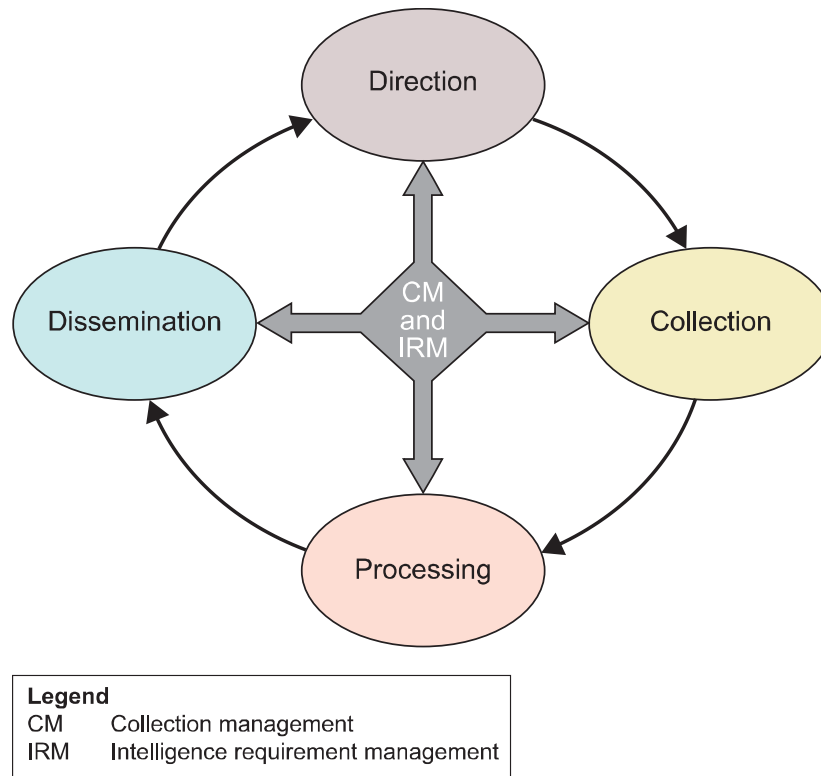 Direction
CM
and
IRM
Dissemination
Collection
Processing
Legend
CM Collection management
IRM Intelligence requirement management